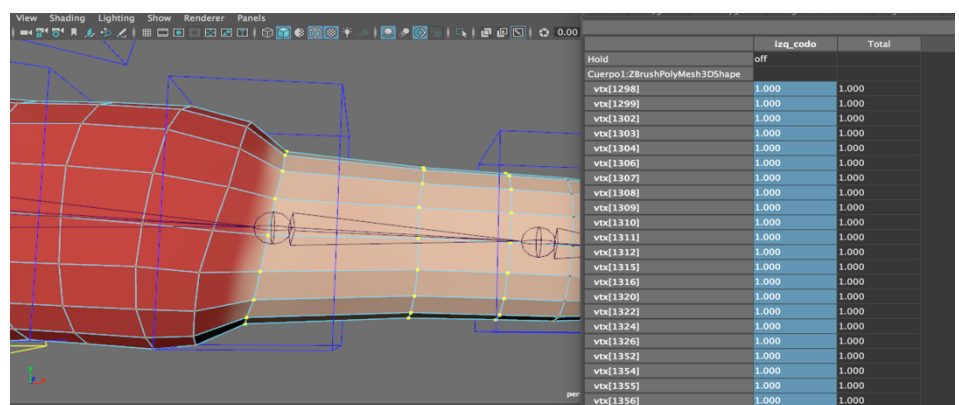 View Shading Lighting Show Renderer Panels
0.00
izq_codo Total
Hold off
Cuerpo1:ZBrushPolyMesh3DShape
vtx[1298] 1.000 1.000
vtx[1299] 1.000 1.000
vtx[1302] 1.000 1.000
vtx[1303] 1.000 1.000
vtx[1304] 1.000 1.000
vtx[1306] 1.000 1.000
vtx[1307] 1.000 1.000
vtx[1308] 1.000 1.000
vtx[1309] 1.000 1.000
vtx[1310] 1.000 1.000
vtx[1311] 1.000 1.000
vtx[1312] 1.000 1.000
vtx[1315] 1.000 1.000
vtx[1316] 1.000 1.000
vtx[1320] 1.000 1.000
vtx[1322] 1.000 1.000
vtx[1324] 1.000 1.000
vtx[1326] 1.000 1.000
vtx[1352] 1.000 1.000
vtx[1354] 1.000 1.000
vtx[1355] 1.000 1.000
vtx[1356] 1.000 1.000
Y
per